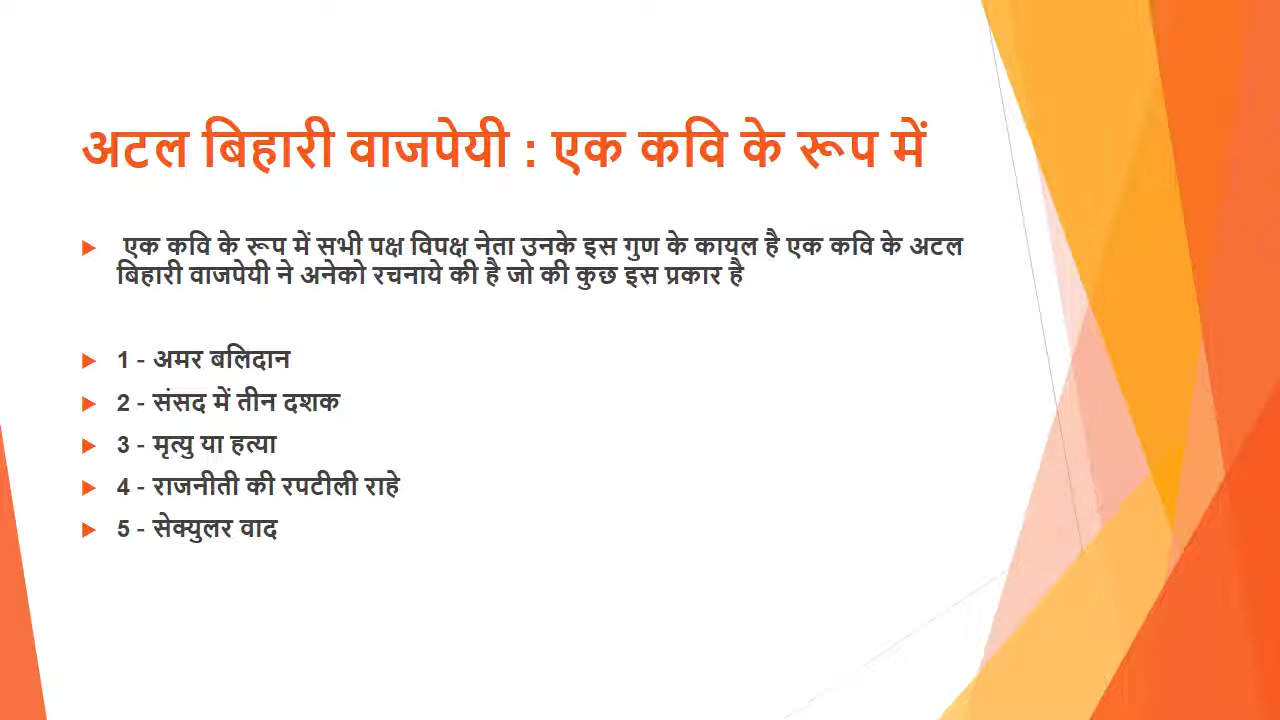 अटल बिहारी वाजपेयी : एक कवि के रूप में
एक कवि के रूप में सभी पक्ष विपक्ष नेता उनके इस गुण के कायल है एक कवि के अटल
बिहारी वाजपेयी ने अनेको रचनाये की है जो की कुछ इस प्रकार है
1 - अमर बलिदान
2 - संसद में तीन दशक
3 - मृत्यु या हत्या
4 - राजनीती की रपटीली राहे
5 - सेक्युलर वाद